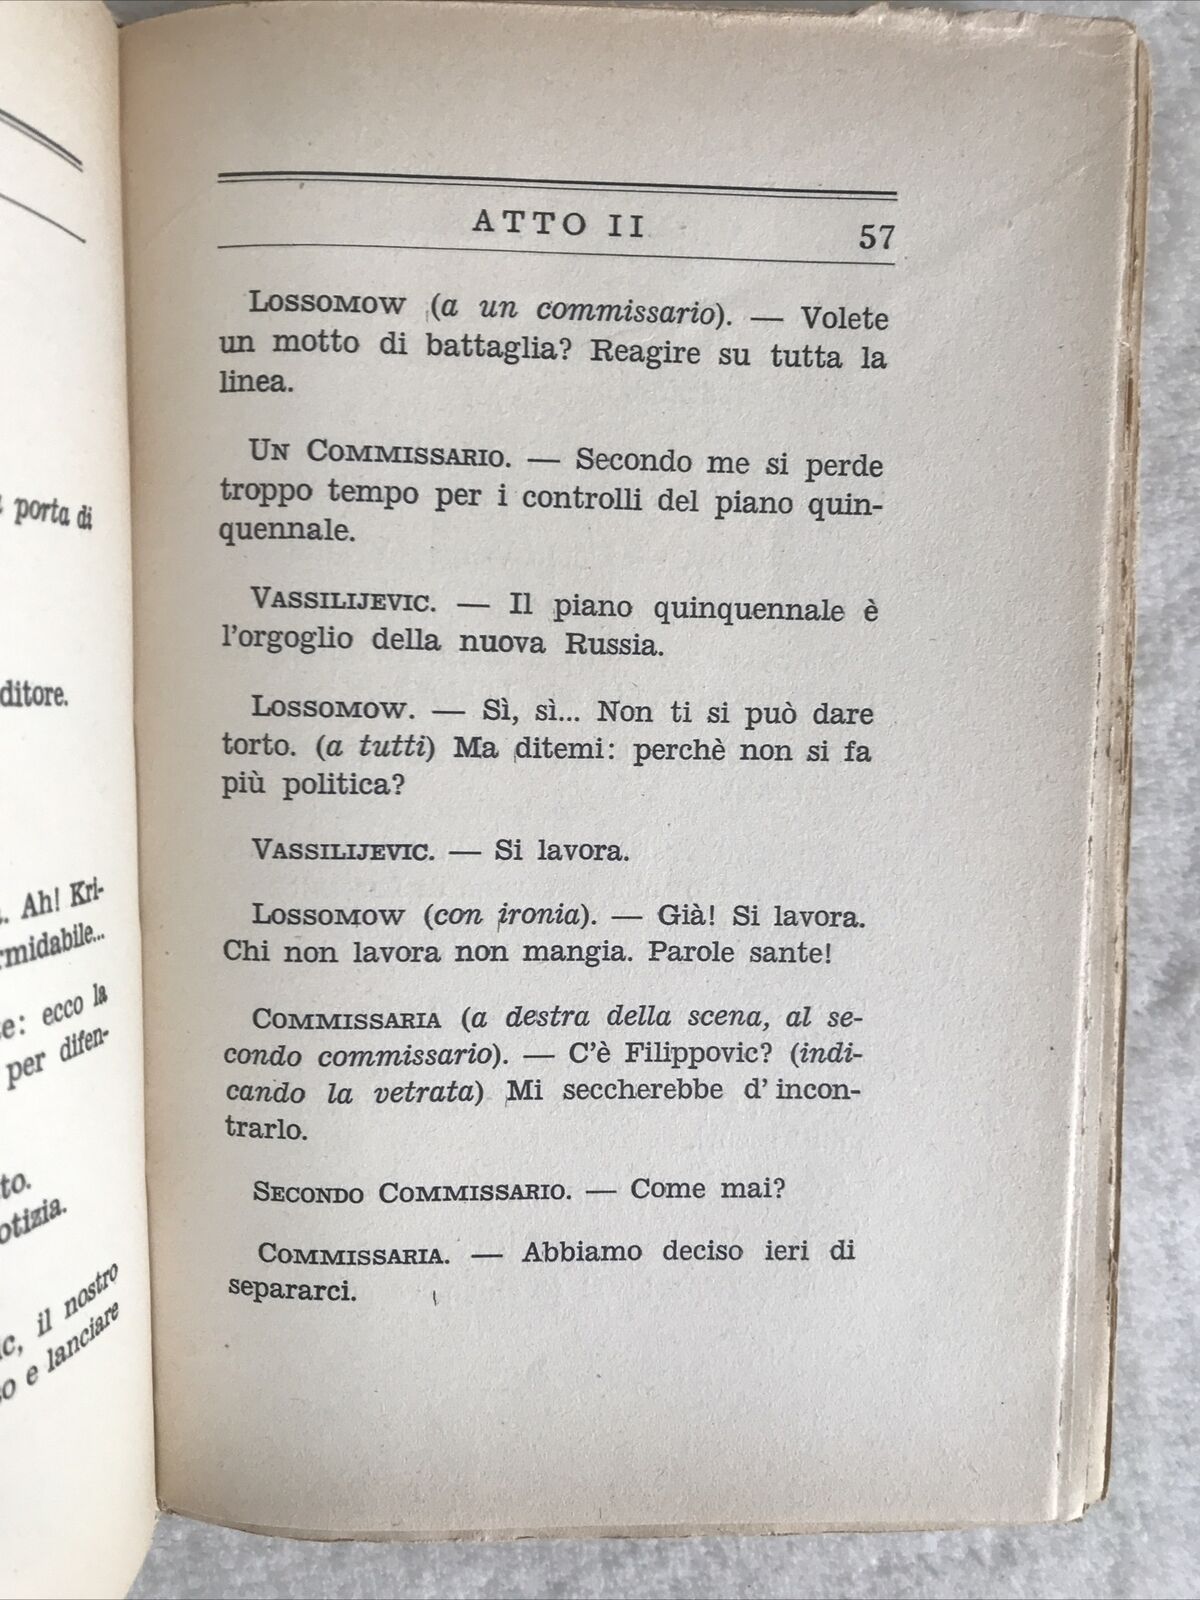 porta di
ditore.
Ah! Kri-
rmidabile...
e: ecco la
per difen-
to.
otizia.
c, il nostro
o e lanciare
ATTO II 57
LOSSOMOW (a un commissario). — Volete
un motto di battaglia? Reagire su tutta la
linea.
UN COMMISSARIO. — Secondo me si perde
troppo tempo per i controlli del piano quin-
quennale.
VASSILIJEVIC. — Il piano quinquennale è
l'orgoglio della nuova Russia.
LOSSOMOW. — Sì, sì... Non ti si può dare
torto. (a tutti) Ma ditemi: perchè non si fa
più politica?
VASSILIJEVIC. — Si lavora.
LOSSOMOW (con ironia). — Già! Si lavora.
Chi non lavora non mangia. Parole sante!
COMMISSARIA (a destra della scena, al se-
condo commissario). — C'è Filippovic? (indi-
cando la vetrata) Mi seccherebbe d' incon-
trarlo.
SECONDO COMMISSARIO. — Come mai?
COMMISSARIA. — Abbiamo deciso ieri di
separarci.